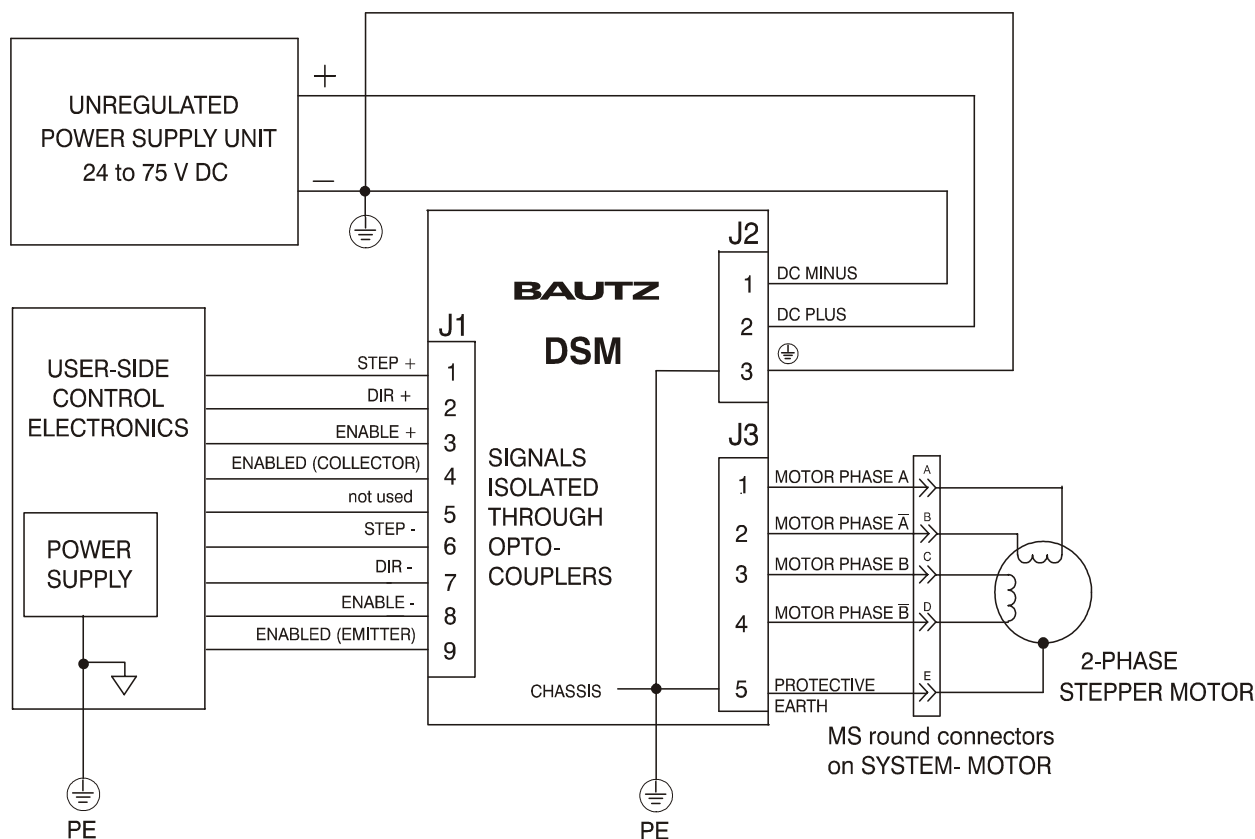 UNREGULATED
POWER SUPPLY UNIT
24 to 75 V DC
+
–
BAUTZ
DSM
J2
1
DC MINUS
2
DC PLUS
3
USER-SIDE
CONTROL
ELECTRONICS
POWER
SUPPLY
PE
J1
STEP +
1
DIR +
2
ENABLE +
3
ENABLED (COLLECTOR)
4
not used
5
STEP -
6
DIR -
7
ENABLE -
8
ENABLED (EMITTER)
9
SIGNALS
ISOLATED
THROUGH
OPTO-
COUPLERS
CHASSIS
PE
J3
1
MOTOR PHASE A
A
2
MOTOR PHASE A̅
B
3
MOTOR PHASE B
C
4
MOTOR PHASE B̅
D
5
PROTECTIVE
EARTH
E
2-PHASE
STEPPER MOTOR
MS round connectors
on SYSTEM- MOTOR